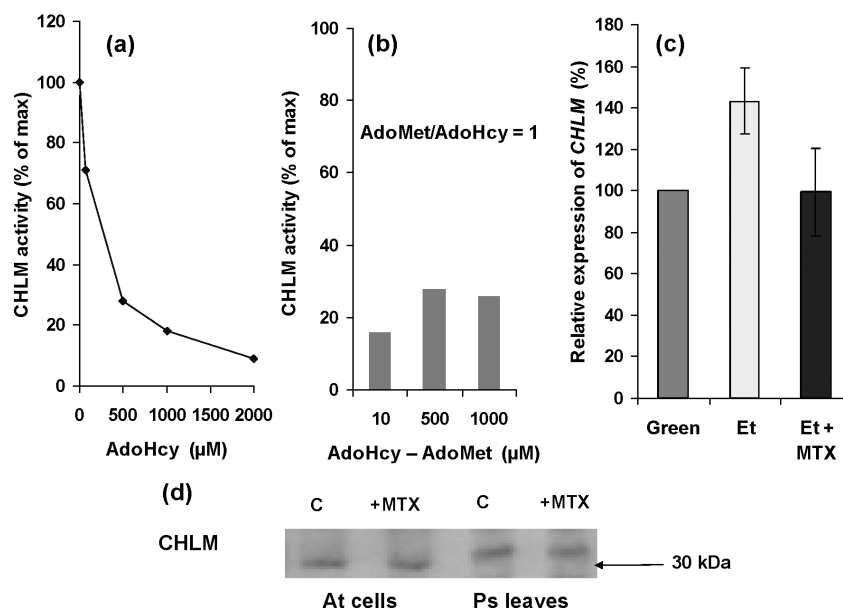 (a)
CHLM activity (% of max)
120
100
80
60
40
20
0
0 500 1000 1500 2000
AdoHcy (µM)
(b)
CHLM activity (% of max)
100
80
60
40
20
0
AdoMet/AdoHcy = 1
10 500 1000
AdoHcy – AdoMet (µM)
(c)
Relative expression of CHLM (%)
180
160
140
120
100
80
60
40
20
0
Green Et Et +
MTX
(d)
C +MTX C +MTX
CHLM
30 kDa
At cells Ps leaves